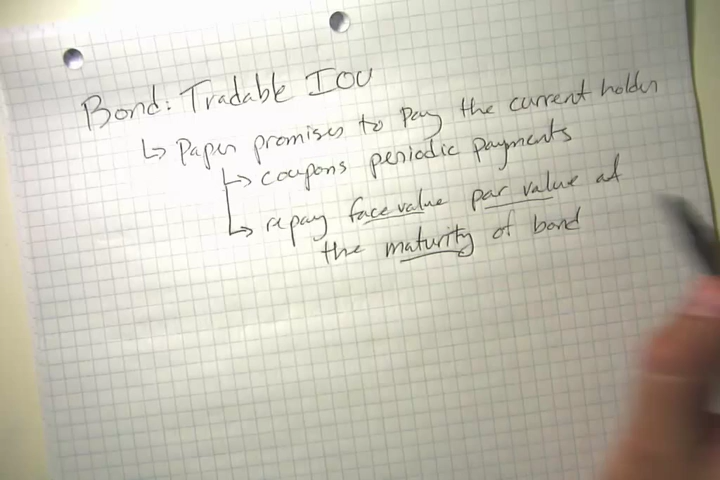 Bond: Tradable IOU
↳ Paper promises to pay the current holder
↳ coupons periodic payments
↳ repay face value par value at
the maturity of bond